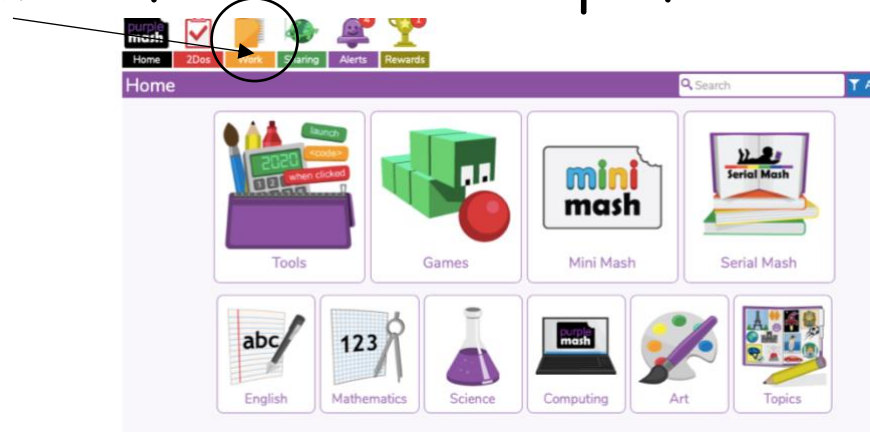 purple mash
Home 2Dos Work Sharing Alerts Rewards
Home Search
launch
<code>
2020
when clicked
mini
mash
Serial Mash
Tools Games Mini Mash Serial Mash
abc 123 purple mash
English Mathematics Science Computing Art Topics